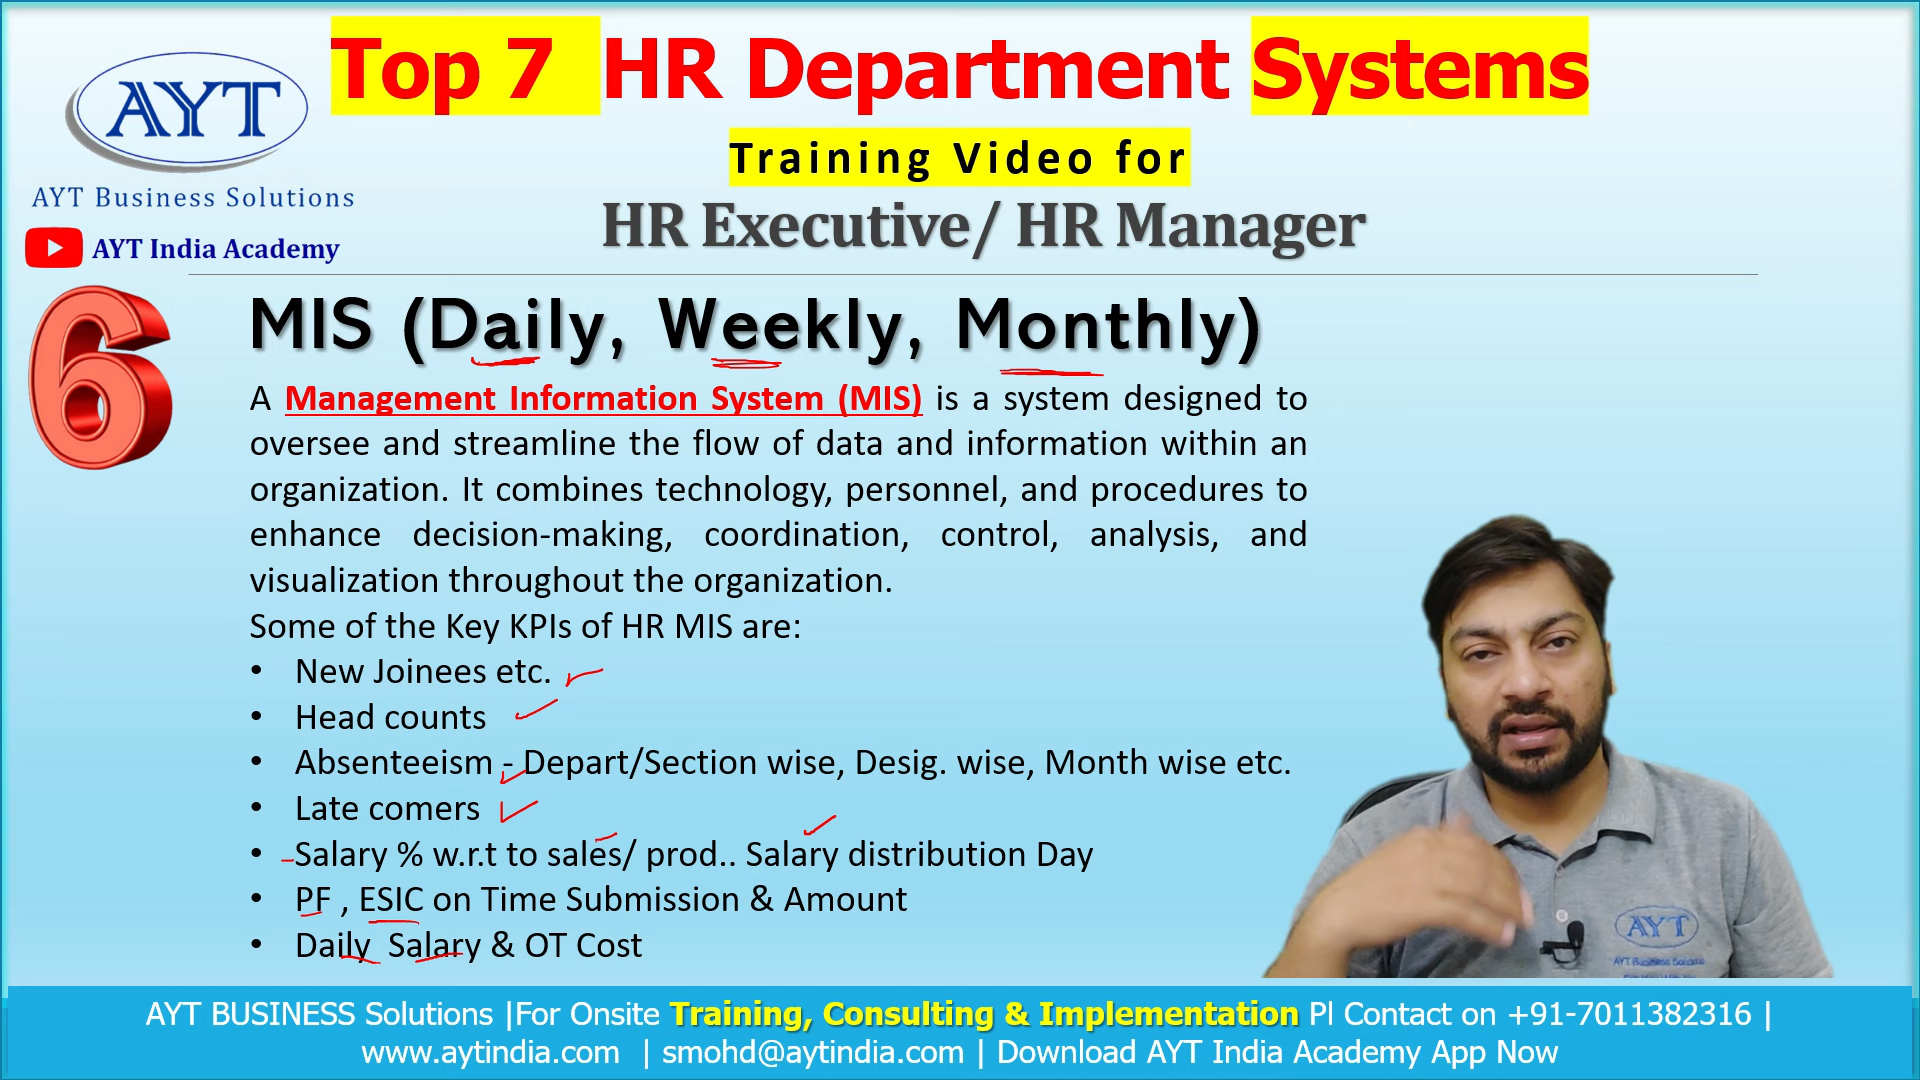 Top 7 HR Department Systems
AYT
Training Video for
AYT Business Solutions
HR Executive/ HR Manager
AYT India Academy
6
MIS (Daily, Weekly, Monthly)
A Management Information System (MIS) is a system designed to
oversee and streamline the flow of data and information within an
organization. It combines technology, personnel, and procedures to
enhance decision-making, coordination, control, analysis, and
visualization throughout the organization.
Some of the Key KPIs of HR MIS are:
• New Joinees etc.
• Head counts
• Absenteeism - Depart/Section wise, Desig. wise, Month wise etc.
• Late comers
• Salary % w.r.t to sales/ prod.. Salary distribution Day
• PF , ESIC on Time Submission & Amount
• Daily Salary & OT Cost
AYT
AYT Business Solutions
AYT BUSINESS Solutions |For Onsite Training, Consulting & Implementation Pl Contact on +91-7011382316 |
www.aytindia.com | smohd@aytindia.com | Download AYT India Academy App Now